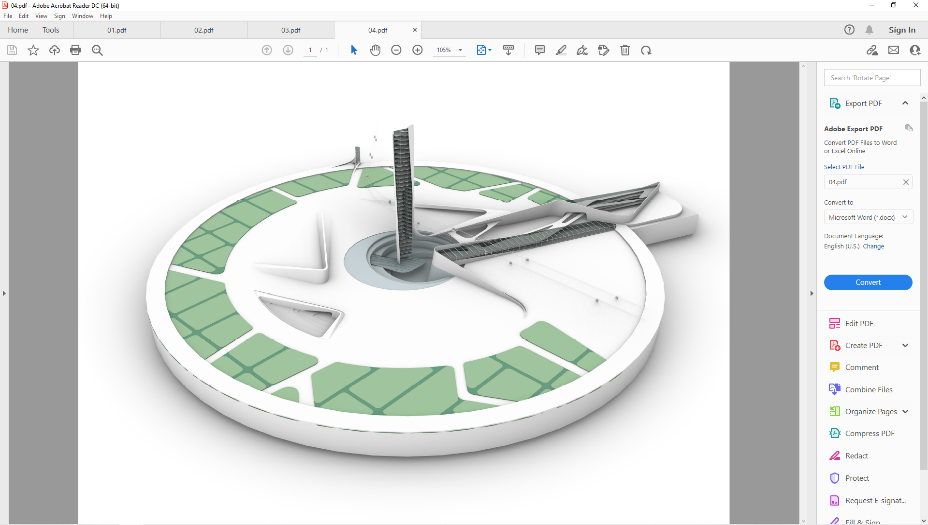 04.pdf - Adobe Acrobat Reader DC (64-bit)
File Edit View Sign Window Help
Home Tools 01.pdf 02.pdf 03.pdf 04.pdf × Sign In
1 / 1 106%
Search 'Rotate Page'
Export PDF
Adobe Export PDF
Convert PDF Files to Word
or Excel Online
Select PDF File
04.pdf
Convert to
Microsoft Word (*.docx)
Document Language:
English (U.S.) Change
Convert
Edit PDF
Create PDF
Comment
Combine Files
Organize Pages
Compress PDF
Redact
Protect
Request E-signat...
Fill & Sign